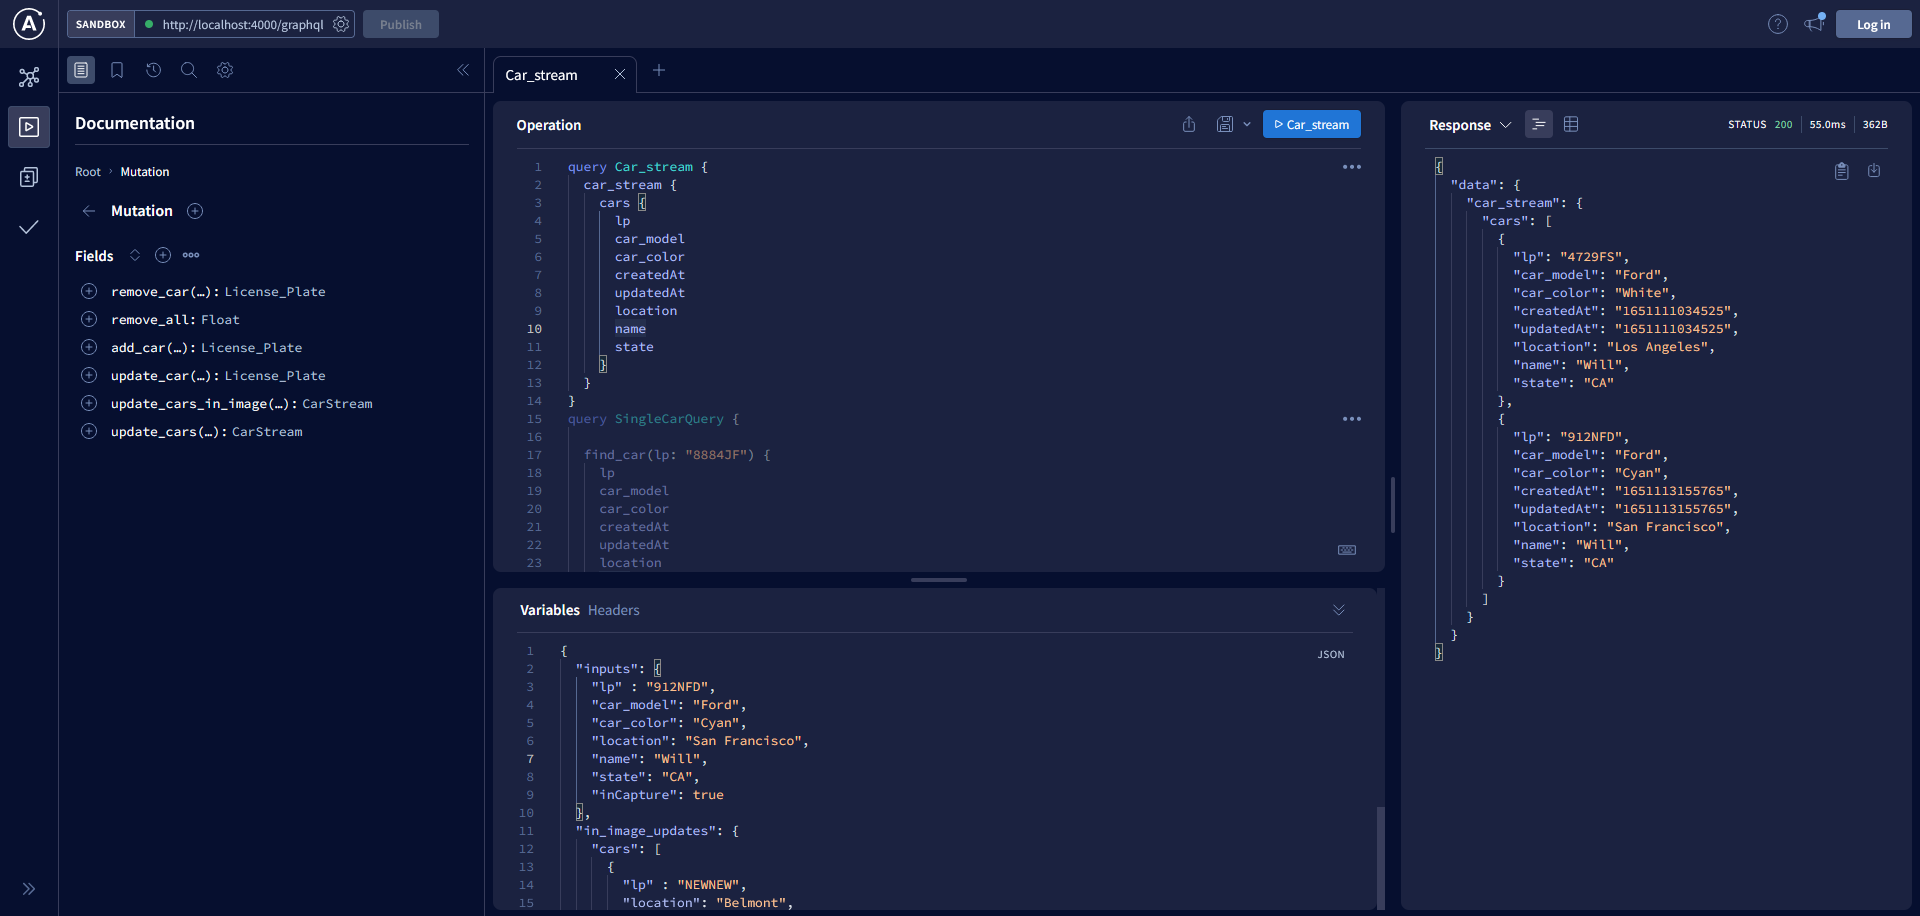 SANDBOX http://localhost:4000/graphql Publish Log in
Documentation
Root › Mutation
Mutation
Fields
remove_car(…): License_Plate
remove_all: Float
add_car(…): License_Plate
update_car(…): License_Plate
update_cars_in_image(…): CarStream
update_cars(…): CarStream
Car_stream
Operation
Car_stream
1 query Car_stream {
2 car_stream {
3 cars {
4 lp
5 car_model
6 car_color
7 createdAt
8 updatedAt
9 location
10 name
11 state
12 }
13 }
14 }
15 query SingleCarQuery {
16
17 find_car(lp: "8884JF") {
18 lp
19 car_model
20 car_color
21 createdAt
22 updatedAt
23 location
Variables Headers
JSON
1 {
2 "inputs": {
3 "lp" : "912NFD",
4 "car_model": "Ford",
5 "car_color": "Cyan",
6 "location": "San Francisco",
7 "name": "Will",
8 "state": "CA",
9 "inCapture": true
10 },
11 "in_image_updates": {
12 "cars": [
13 {
14 "lp" : "NEWNEW",
15 "location": "Belmont",
Response STATUS 200 55.0ms 362B
{
"data": {
"car_stream": {
"cars": [
{
"lp": "4729FS",
"car_model": "Ford",
"car_color": "White",
"createdAt": "1651111034525",
"updatedAt": "1651111034525",
"location": "Los Angeles",
"name": "Will",
"state": "CA"
},
{
"lp": "912NFD",
"car_model": "Ford",
"car_color": "Cyan",
"createdAt": "1651113155765",
"updatedAt": "1651113155765",
"location": "San Francisco",
"name": "Will",
"state": "CA"
}
]
}
}
}